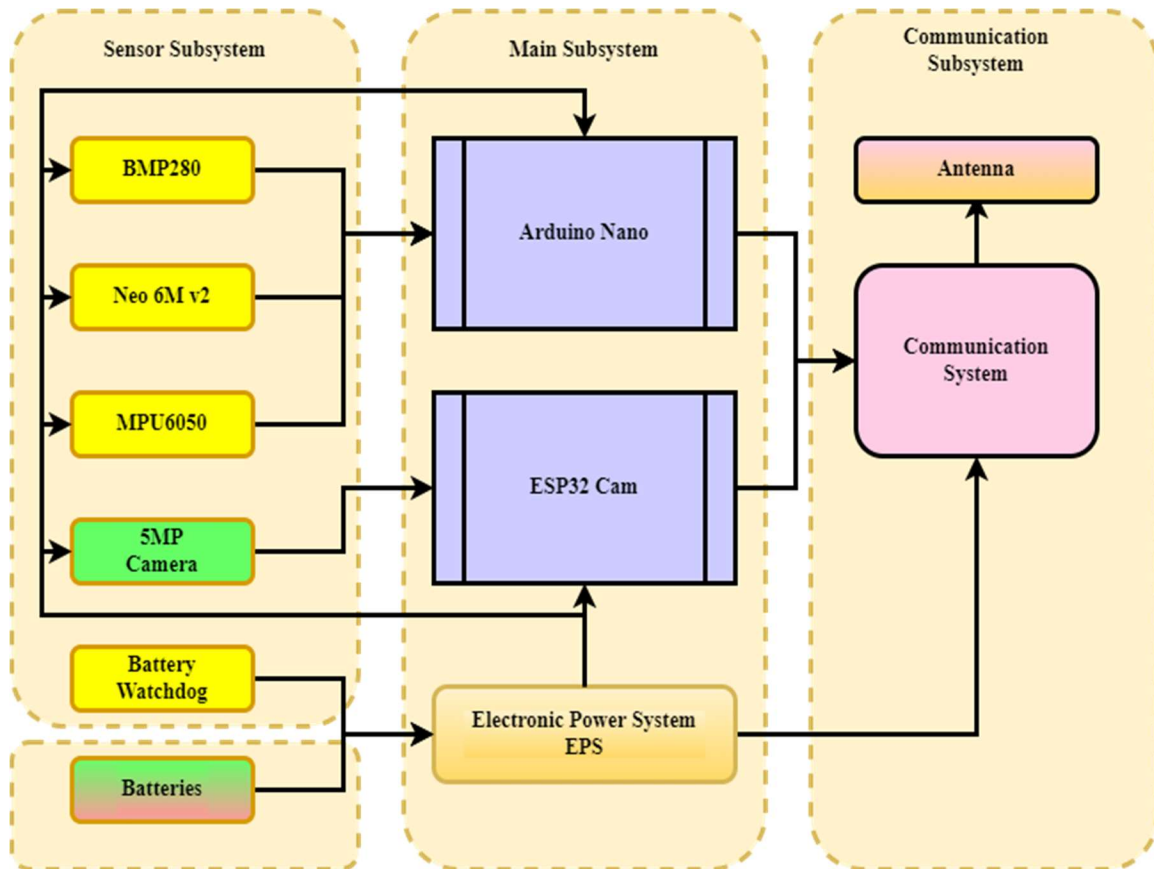 Sensor Subsystem
BMP280
Neo 6M v2
MPU6050
5MP
Camera
Battery
Watchdog
Batteries
Main Subsystem
Arduino Nano
ESP32 Cam
Electronic Power System
EPS
Communication
Subsystem
Antenna
Communication
System